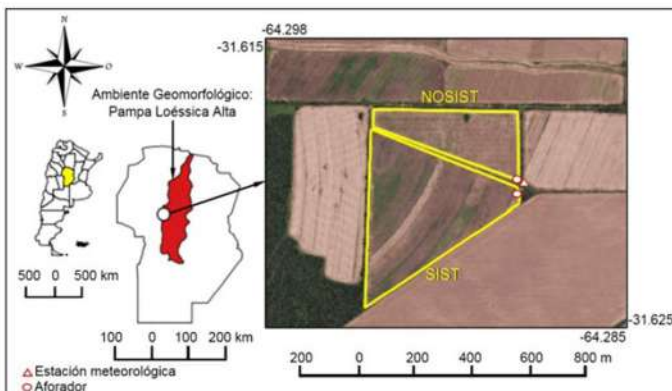 N
W
O
S
Ambiente Geomorfológico:
Pampa Loéssica Alta
-64.298
-31.615
NOSIST
SIST
-31.625
-64.285
500 0 500 km
100 0 100 200 km
200 0 200 400 600 800 m
Estación meteorológica
Aforador